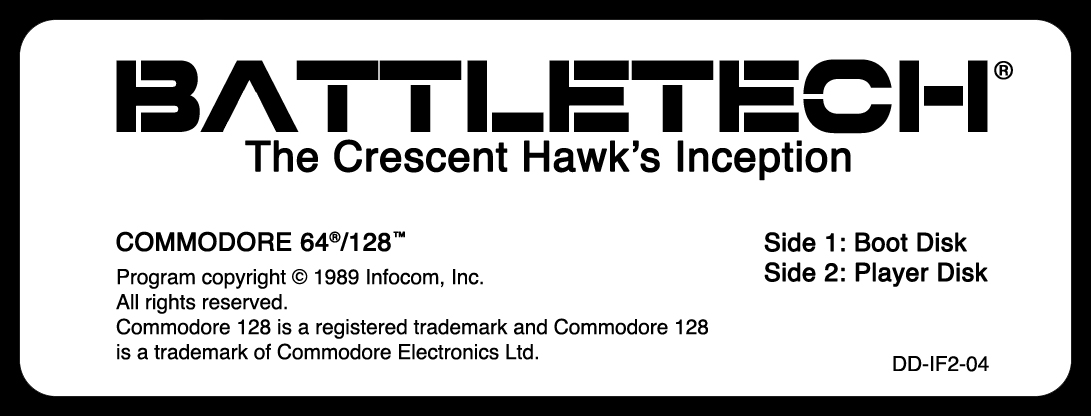 BATTLETECH®
The Crescent Hawk's Inception
COMMODORE 64®/128™
Side 1: Boot Disk
Side 2: Player Disk
Program copyright © 1989 Infocom, Inc.
All rights reserved.
Commodore 128 is a registered trademark and Commodore 128
is a trademark of Commodore Electronics Ltd.
DD-IF2-04